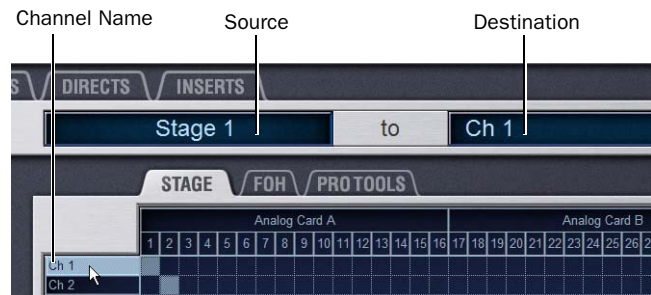 Channel Name Source Destination
DIRECTS INSERTS
Stage 1 to Ch 1
STAGE FOH PRO TOOLS
Analog Card A Analog Card B
1 2 3 4 5 6 7 8 9 10 11 12 13 14 15 16 17 18 19 20 21 22 23 24 25 26
Ch 1
Ch 2